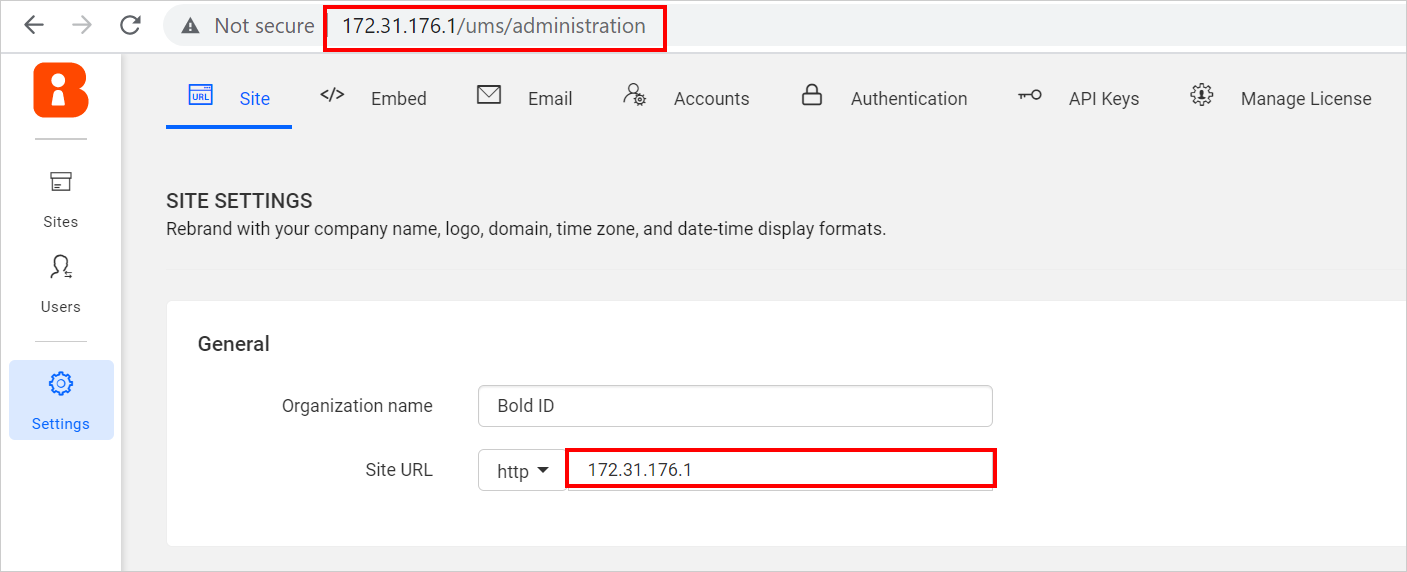 Not secure 172.31.176.1/ums/administration
URL Site </> Embed Email Accounts Authentication API Keys Manage License
Sites
Users
Settings
SITE SETTINGS
Rebrand with your company name, logo, domain, time zone, and date-time display formats.
General
Organization name Bold ID
Site URL http 172.31.176.1